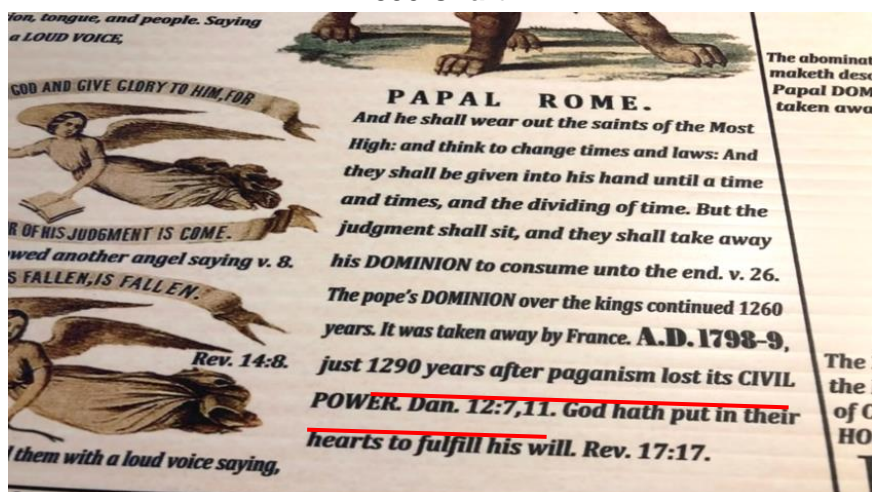 ion, tongue, and people. Saying
a LOUD VOICE,
GOD AND GIVE GLORY TO HIM, FOR
R OF HIS JUDGMENT IS COME.
wed another angel saying v. 8.
S FALLEN, IS FALLEN.
Rev. 14:8.
d them with a loud voice saying,
PAPAL ROME.
And he shall wear out the saints of the Most
High: and think to change times and laws: And
they shall be given into his hand until a time
and times, and the dividing of time. But the
judgment shall sit, and they shall take away
his DOMINION to consume unto the end. v. 26.
The pope's DOMINION over the kings continued 1260
years. It was taken away by France. A.D. 1798-9,
just 1290 years after paganism lost its CIVIL
POWER. Dan. 12:7,11. God hath put in their
hearts to fulfill his will. Rev. 17:17.
The abominat
maketh deso
Papal DOM
taken awa
The
the
of C
HO